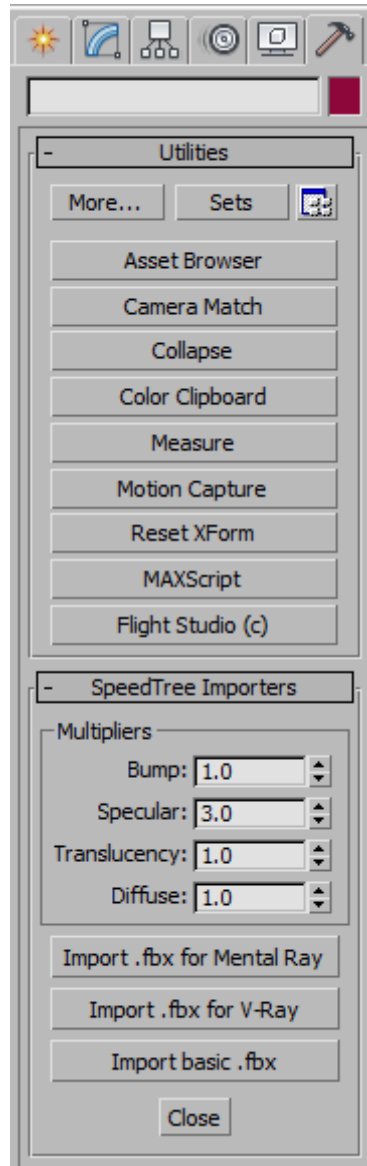 - Utilities
More... Sets
Asset Browser
Camera Match
Collapse
Color Clipboard
Measure
Motion Capture
Reset XForm
MAXScript
Flight Studio (c)
- SpeedTree Importers
Multipliers
Bump: 1.0
Specular: 3.0
Translucency: 1.0
Diffuse: 1.0
Import .fbx for Mental Ray
Import .fbx for V-Ray
Import basic .fbx
Close